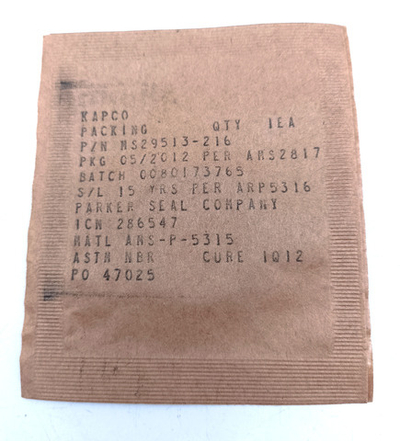 KAPCO
PACKING QTY 1EA
P/N MS29513-216
PKG 05/2012 PER AMS2817
BATCH 0080173765
S/L 15 YRS PER ARP5316
PARKER SEAL COMPANY
ICN 286547
MATL AMS-P-5315
ASTM NBR CURE 1Q12
PO 47025